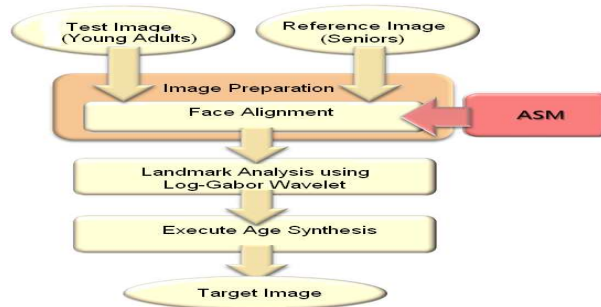 Test Image
(Young Adults)
Reference Image
(Seniors)
Image Preparation
Face Alignment
ASM
Landmark Analysis using
Log-Gabor Wavelet
Execute Age Synthesis
Target Image